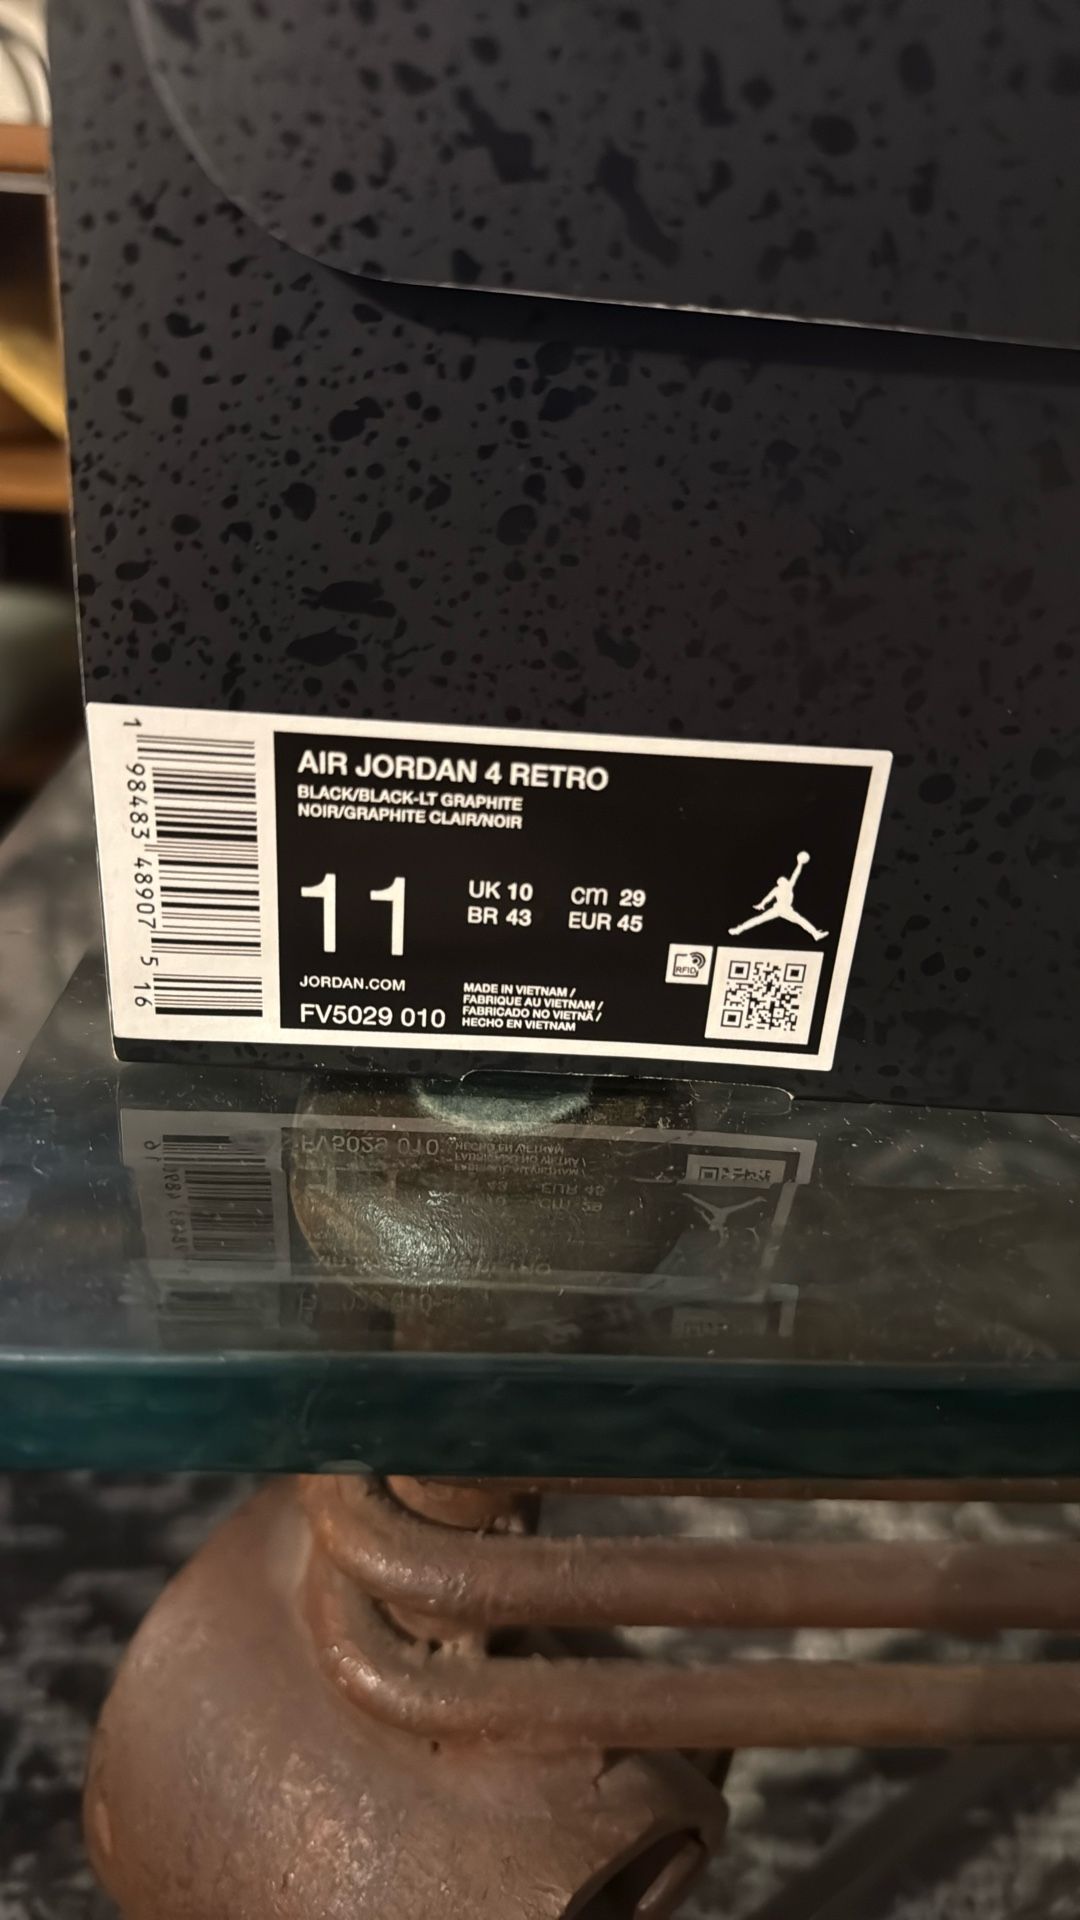 AIR JORDAN 4 RETRO
BLACK/BLACK-LT GRAPHITE
NOIR/GRAPHITE CLAIR/NOIR
11
UK 10 cm 29
BR 43 EUR 45
RFID
JORDAN.COM
FV5029 010
MADE IN VIETNAM /
FABRIQUE AU VIETNAM /
FABRICADO NO VIETNÃ /
HECHO EN VIETNAM
1 98483 48907 5 16